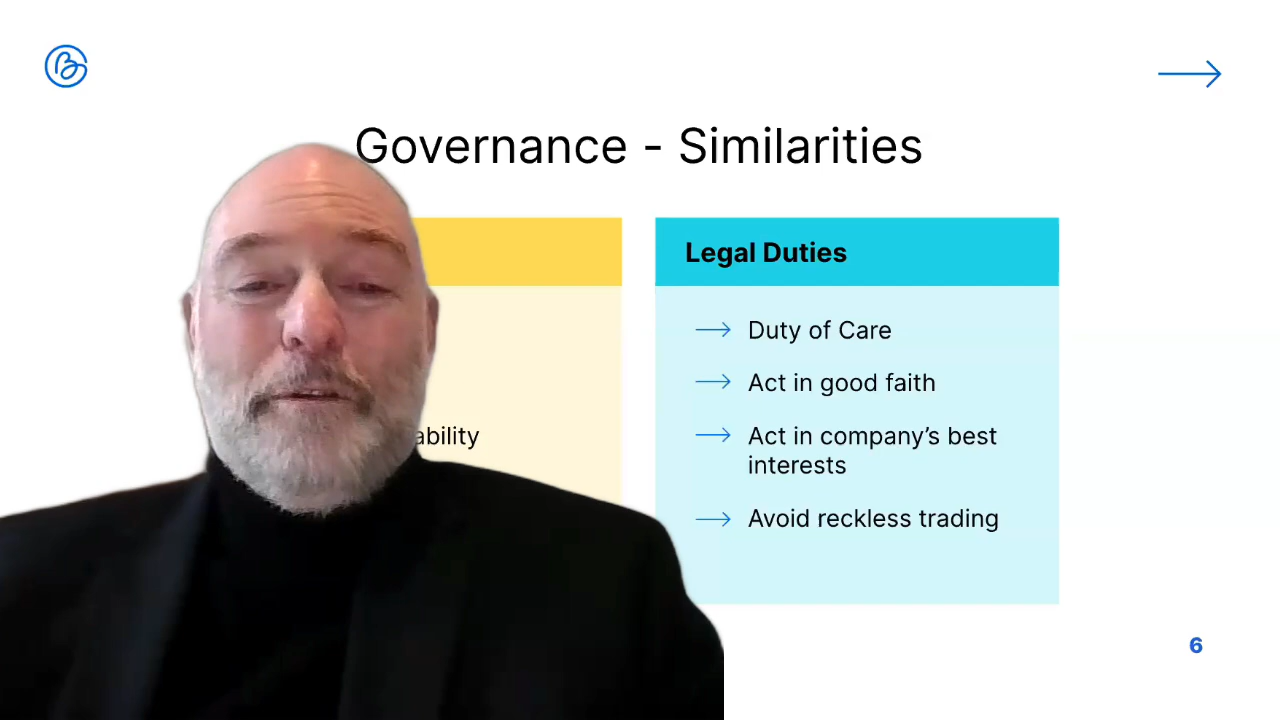 Governance - Similarities
Legal Duties
Duty of Care
Act in good faith
ability
Act in company’s best
interests
Avoid reckless trading
6